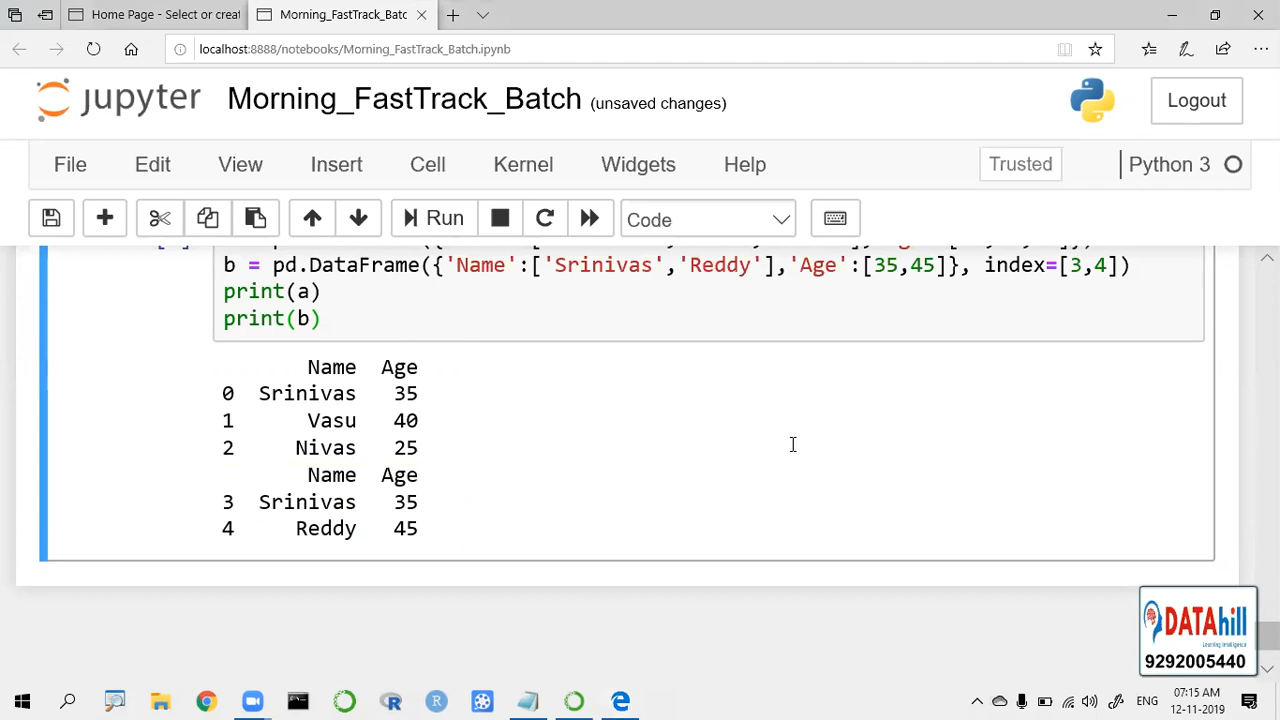 Home Page - Select or creat
Morning_FastTrack_Batc
localhost:8888/notebooks/Morning_FastTrack_Batch.ipynb
jupyter
Morning_FastTrack_Batch (unsaved changes)
Logout
File Edit View Insert Cell Kernel Widgets Help
Trusted
Python 3
Run
Code
b = pd.DataFrame({'Name':['Srinivas','Reddy'],'Age':[35,45]}, index=[3,4])
print(a)
print(b)
Name Age
0 Srinivas 35
1 Vasu 40
2 Nivas 25
Name Age
3 Srinivas 35
4 Reddy 45
DATAhill
Learning Intelligence
9292005440
ENG
07:15 AM
12-11-2019